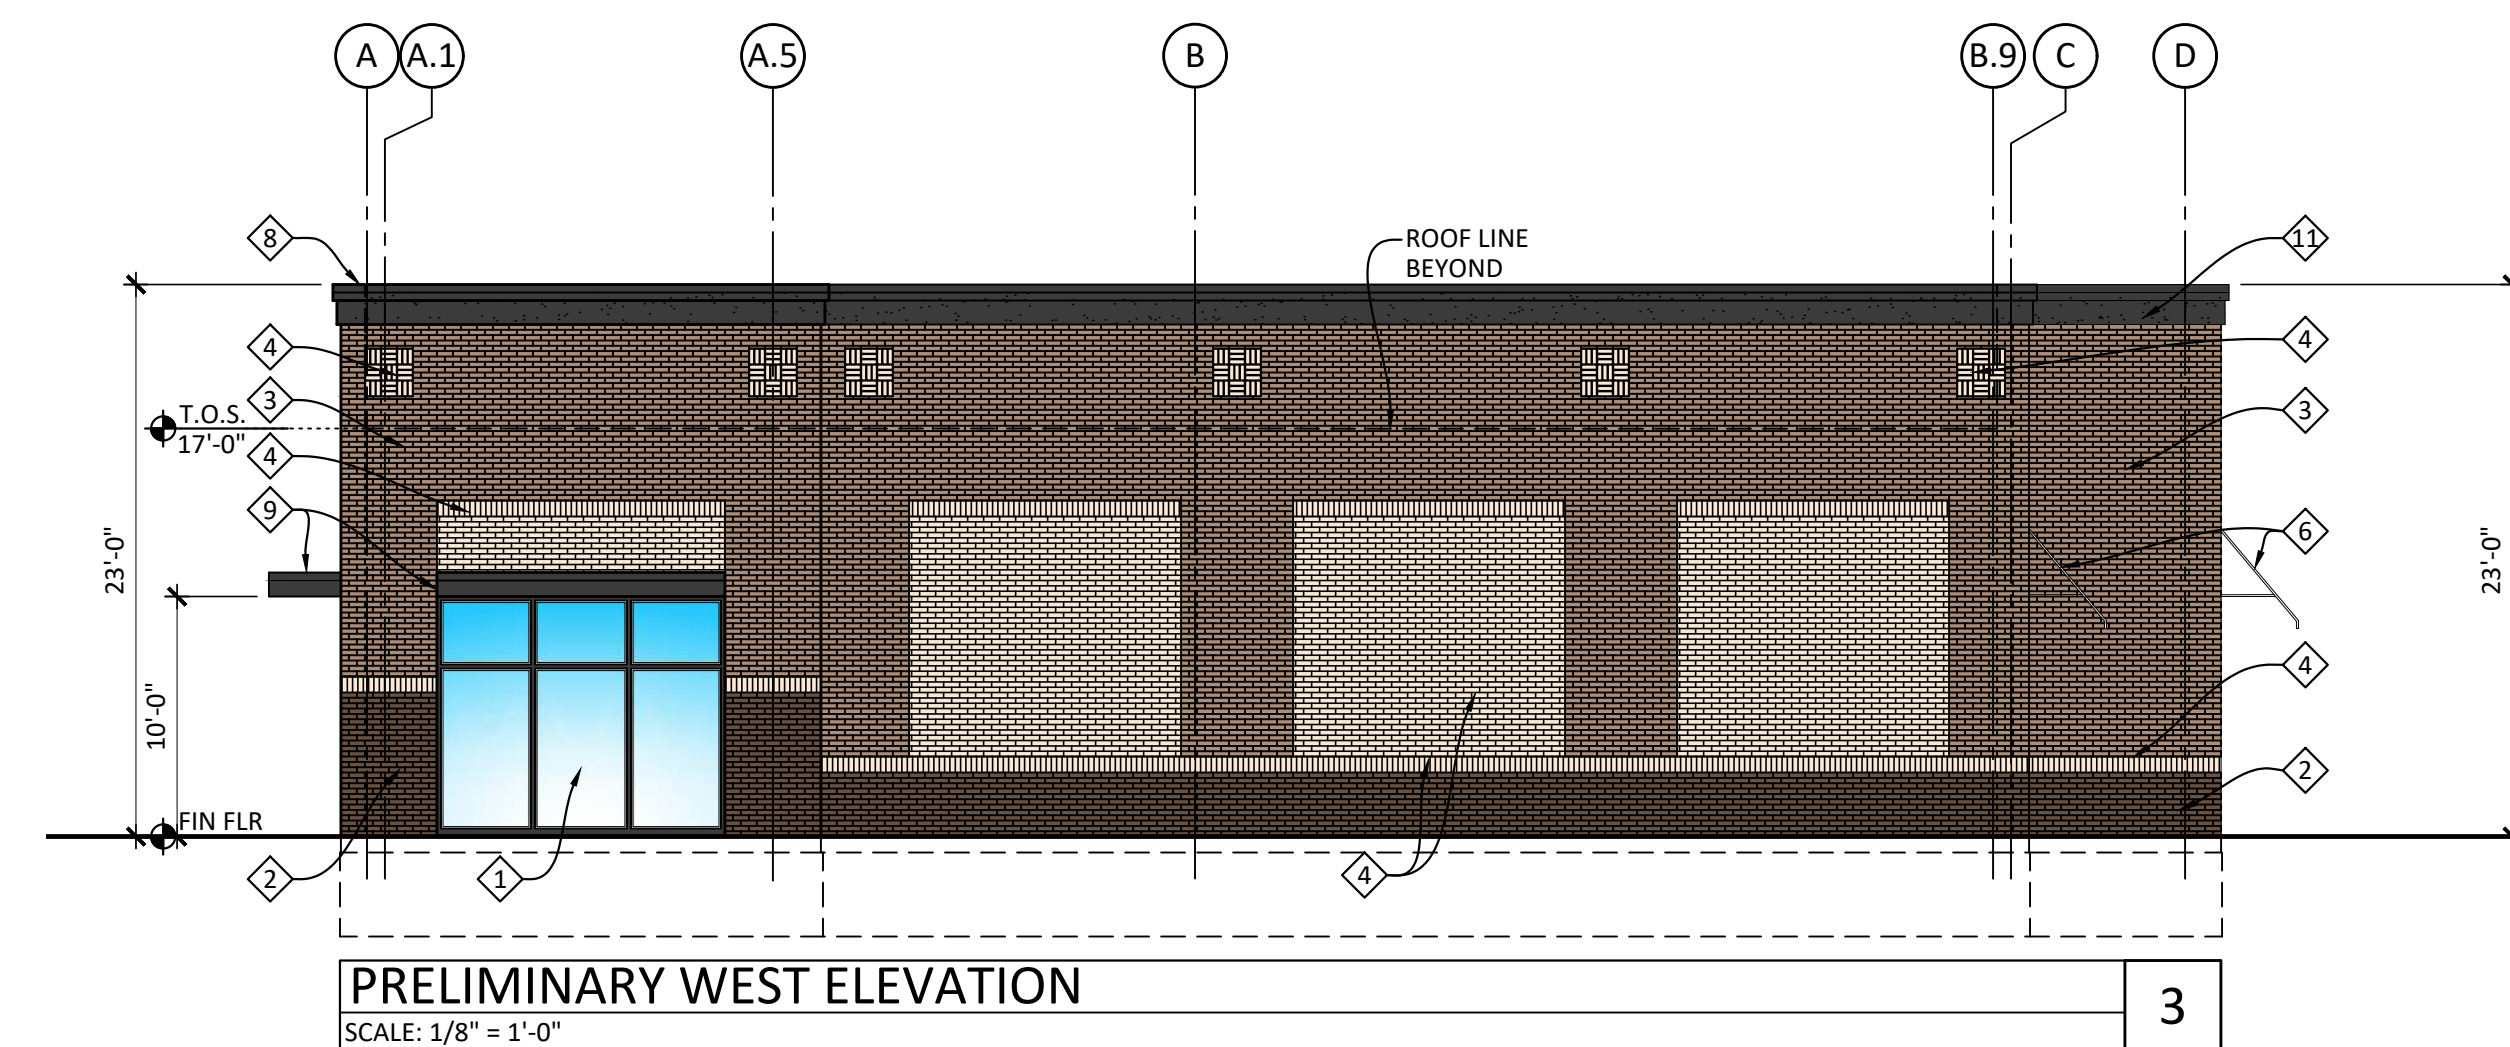 A
A.1
A.5
B
B.9
C
D
8
ROOF LINE
BEYOND
11
4
4
3
3
T.O.S.
17'-0"
4
9
6
23'-0"
23'-0"
4
10'-0"
2
FIN FLR
2
1
4
PRELIMINARY WEST ELEVATION
3
SCALE: 1/8" = 1'-0"